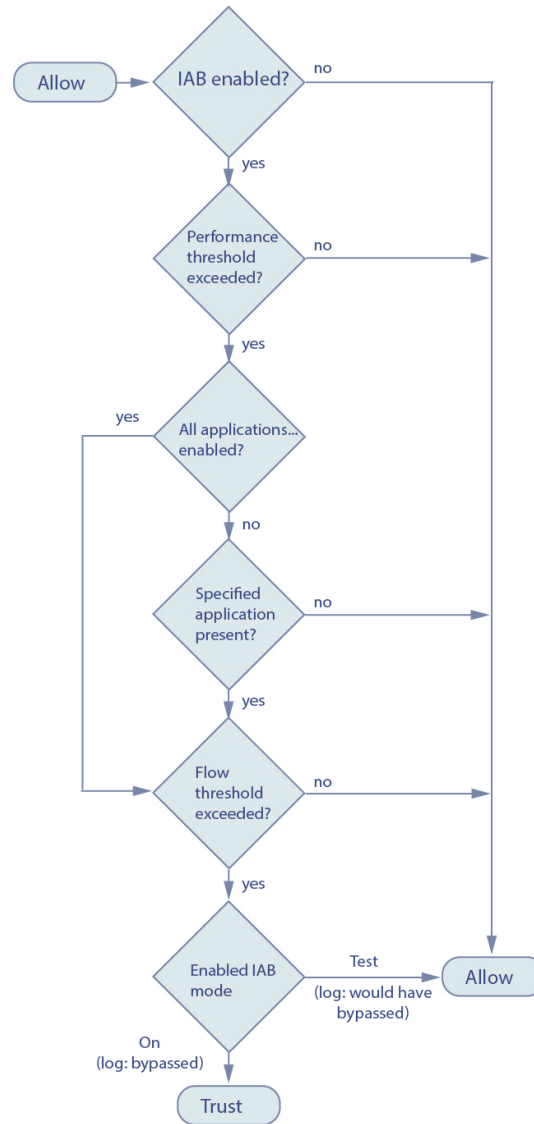 Allow
IAB enabled?
no
yes
Performance
threshold
exceeded?
no
yes
yes
All applications...
enabled?
no
Specified
application
present?
no
yes
Flow
threshold
exceeded?
no
yes
Enabled IAB
mode
Test
(log: would have
bypassed)
Allow
On
(log: bypassed)
Trust